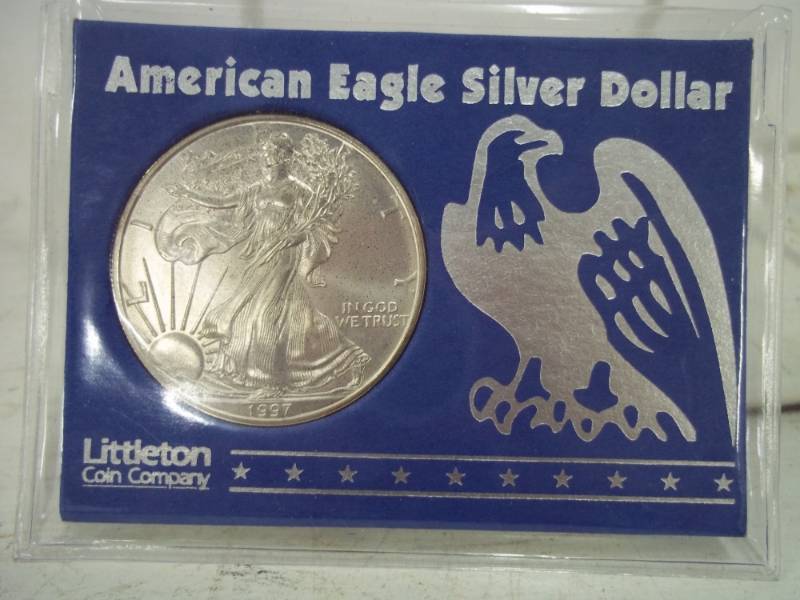 American Eagle Silver Dollar
LIBERTY
IN GOD
WE TRUST
1997
Littleton
Coin Company